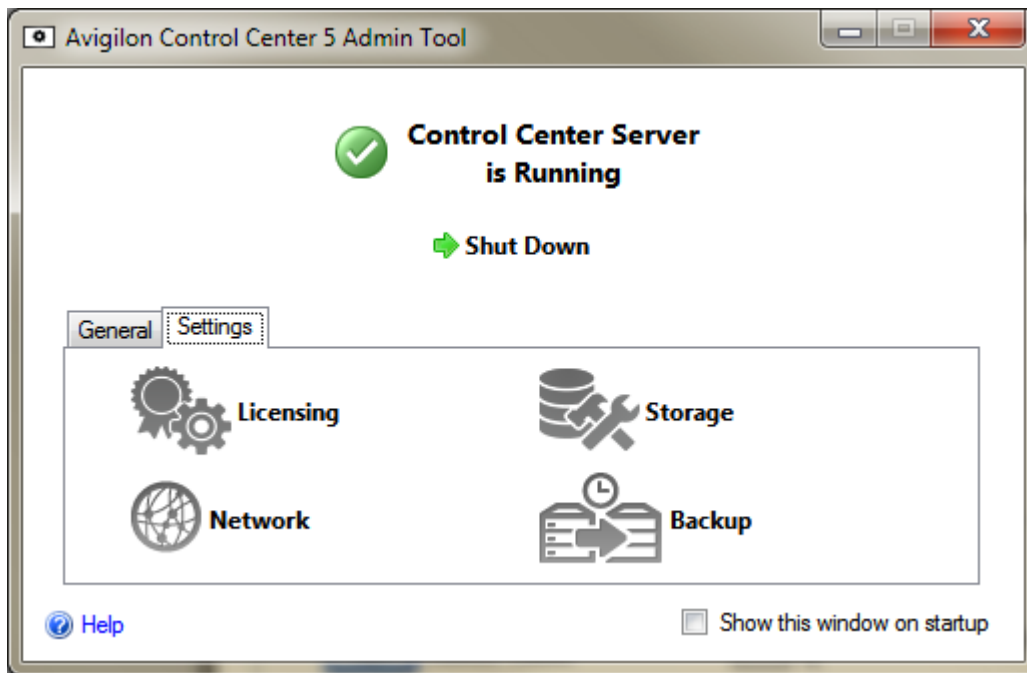 Avigilon Control Center 5 Admin Tool
Control Center Server
is Running
Shut Down
General Settings
Licensing Storage
Network Backup
Help Show this window on startup